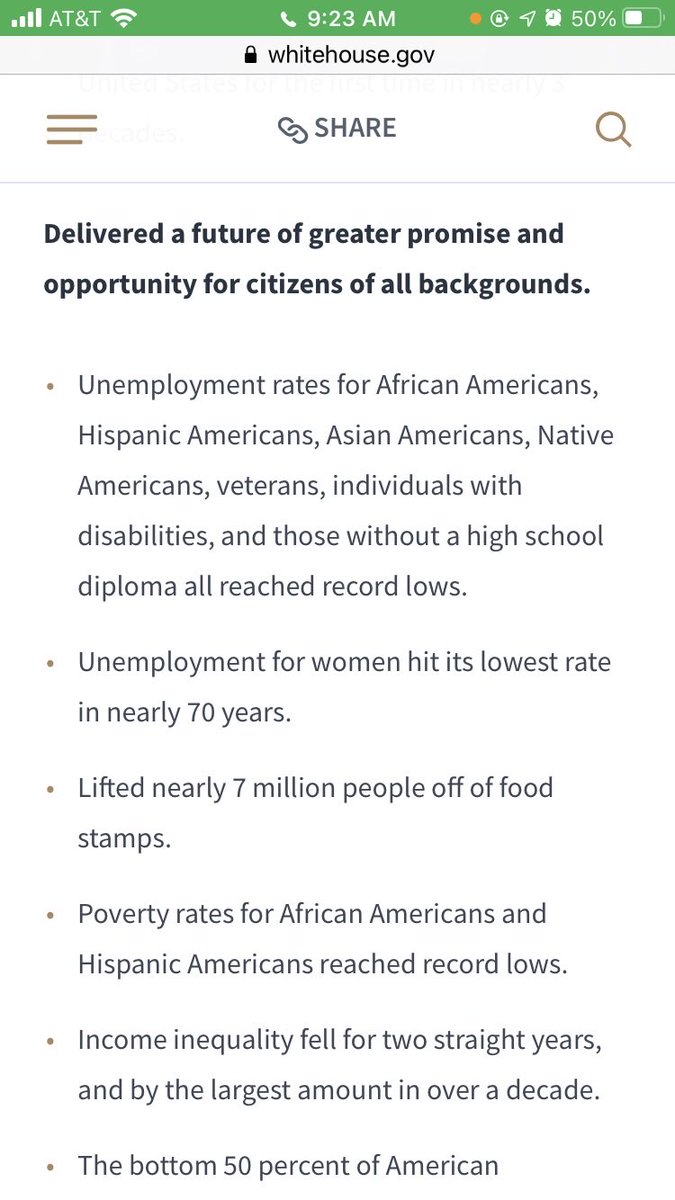 AT&T 9:23 AM 50%
whitehouse.gov
United States for the first time in nearly 3
decades.
SHARE
Delivered a future of greater promise and
opportunity for citizens of all backgrounds.
• Unemployment rates for African Americans,
Hispanic Americans, Asian Americans, Native
Americans, veterans, individuals with
disabilities, and those without a high school
diploma all reached record lows.
• Unemployment for women hit its lowest rate
in nearly 70 years.
• Lifted nearly 7 million people off of food
stamps.
• Poverty rates for African Americans and
Hispanic Americans reached record lows.
• Income inequality fell for two straight years,
and by the largest amount in over a decade.
• The bottom 50 percent of American